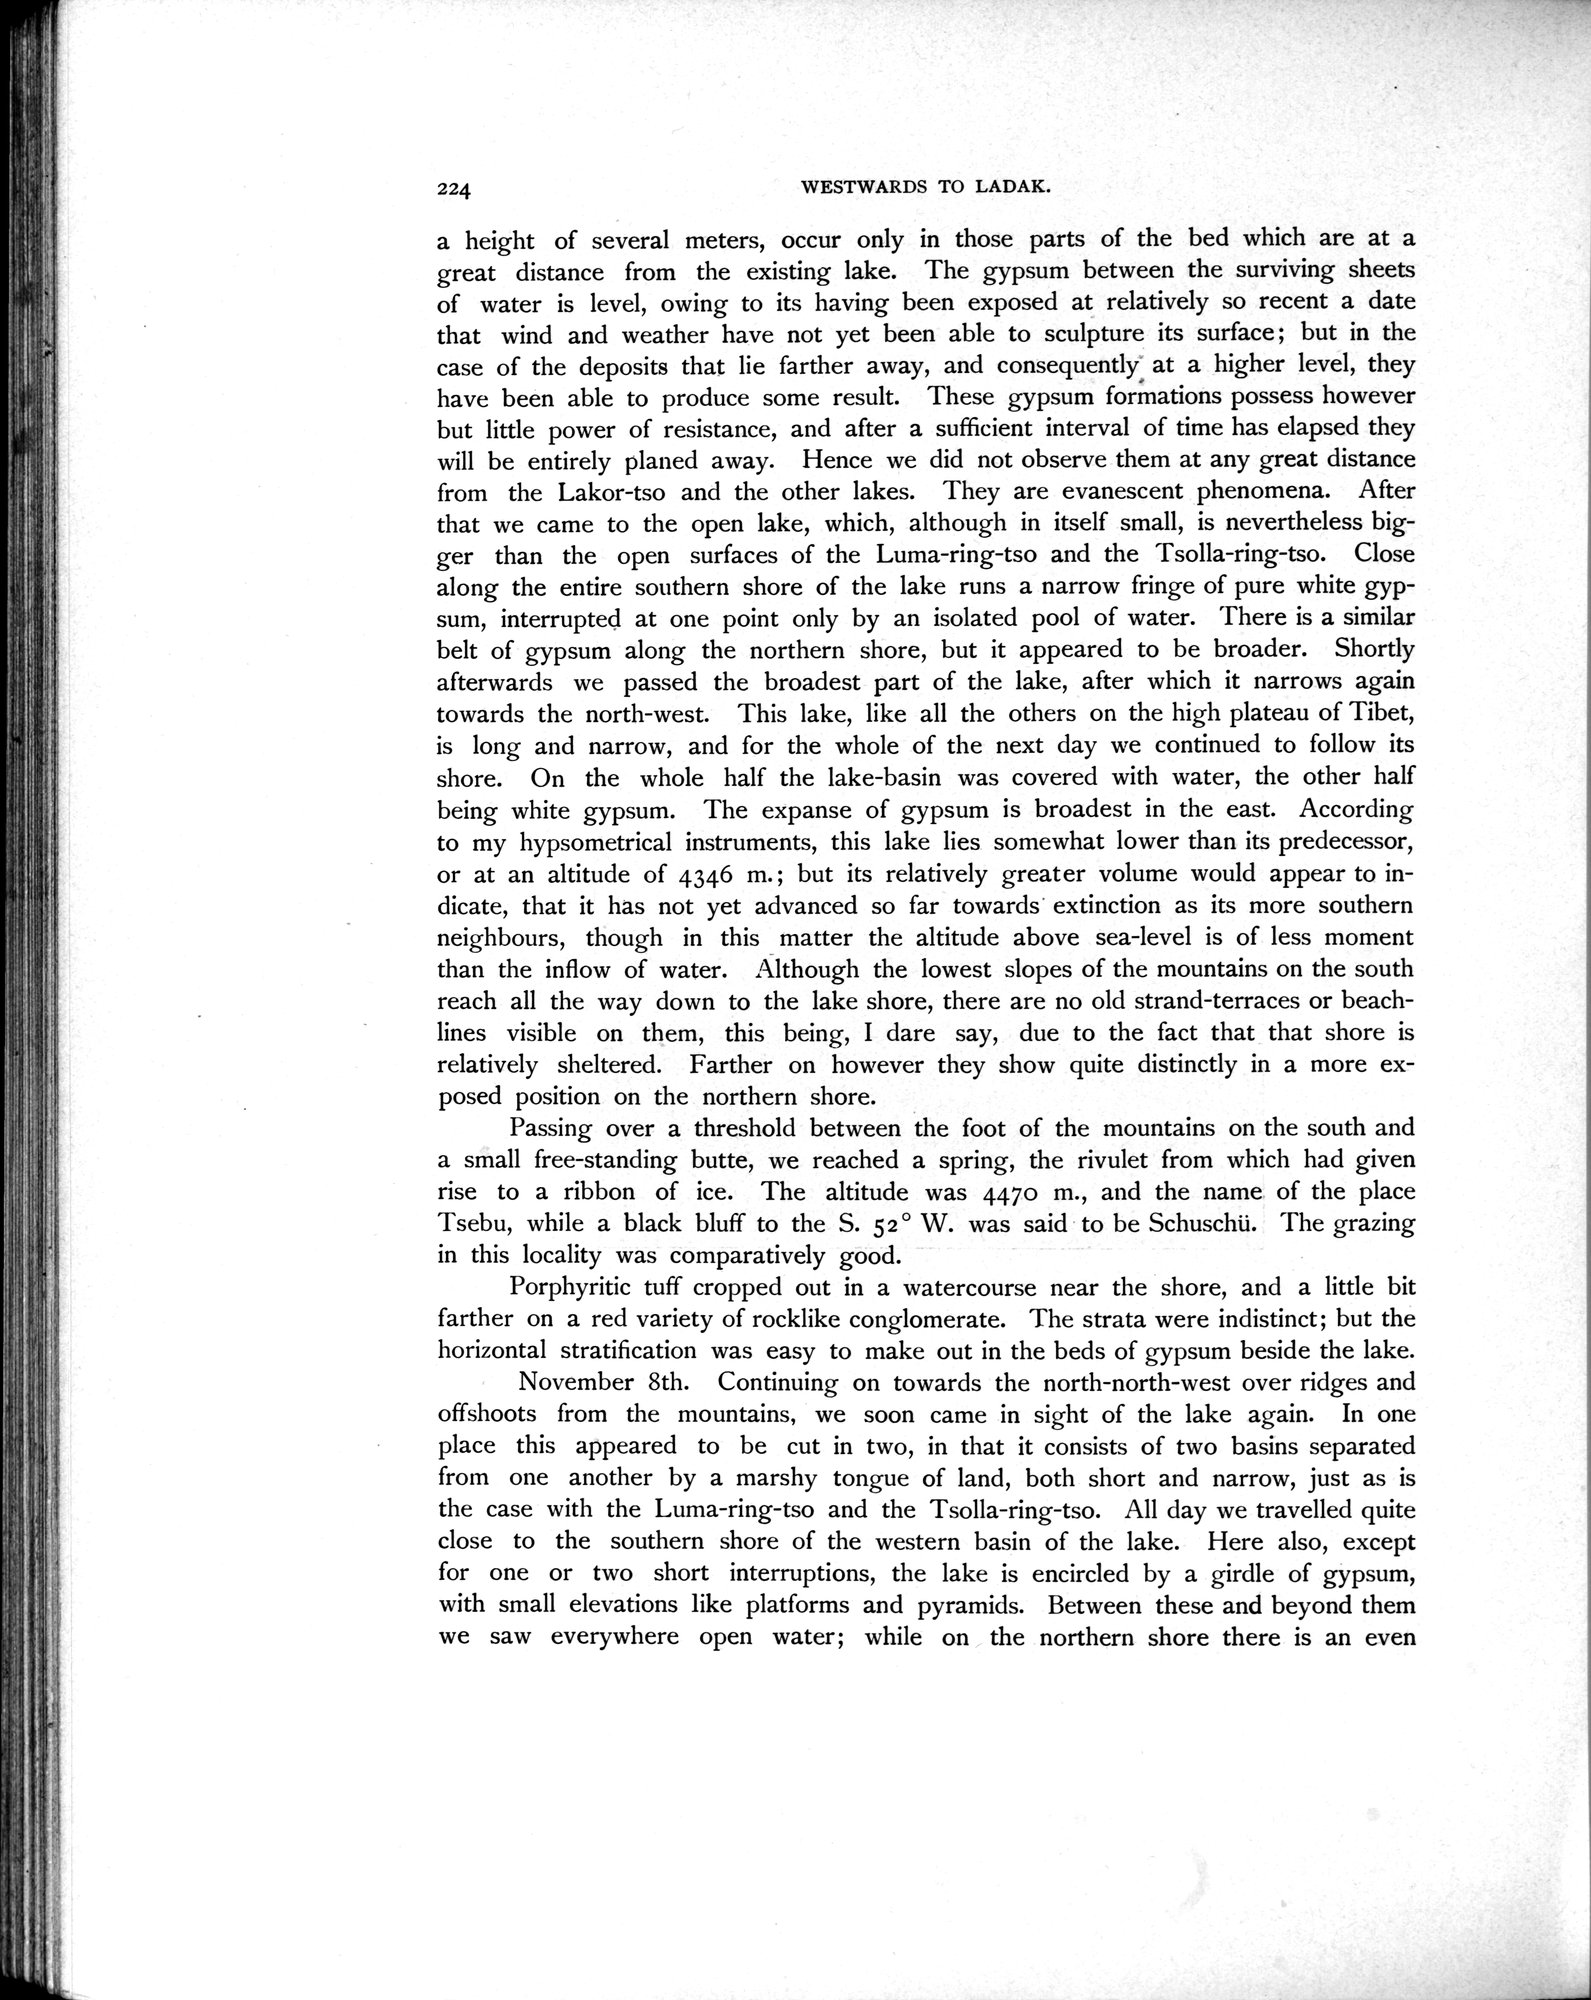 224 WESTWARDS TO LADAK.
a height of several meters, occur only in those parts of the bed which are at a
great distance from the existing lake. The gypsum between the surviving sheets
of water is level, owing to its having been exposed at relatively so recent a date
that wind and weather have not yet been able to sculpture its surface; but in the
case of the deposits that lie farther away, and consequently at a higher level, they
have been able to produce some result. These gypsum formations possess however
but little power of resistance, and after a sufficient interval of time has elapsed they
will be entirely planed away. Hence we did not observe them at any great distance
from the Lakor-tso and the other lakes. They are evanescent phenomena. After
that we came to the open lake, which, although in itself small, is nevertheless big-
ger than the open surfaces of the Luma-ring-tso and the Tsolla-ring-tso. Close
along the entire southern shore of the lake runs a narrow fringe of pure white gyp-
sum, interrupted at one point only by an isolated pool of water. There is a similar
belt of gypsum along the northern shore, but it appeared to be broader. Shortly
afterwards we passed the broadest part of the lake, after which it narrows again
towards the north-west. This lake, like all the others on the high plateau of Tibet,
is long and narrow, and for the whole of the next day we continued to follow its
shore. On the whole half the lake-basin was covered with water, the other half
being white gypsum. The expanse of gypsum is broadest in the east. According
to my hypsometrical instruments, this lake lies somewhat lower than its predecessor,
or at an altitude of 4346 m.; but its relatively greater volume would appear to in-
dicate, that it has not yet advanced so far towards extinction as its more southern
neighbours, though in this matter the altitude above sea-level is of less moment
than the inflow of water. Although the lowest slopes of the mountains on the south
reach all the way down to the lake shore, there are no old strand-terraces or beach-
lines visible on them, this being, I dare say, due to the fact that that shore is
relatively sheltered. Farther on however they show quite distinctly in a more ex-
posed position on the northern shore.
Passing over a threshold between the foot of the mountains on the south and
a small free-standing butte, we reached a spring, the rivulet from which had given
rise to a ribbon of ice. The altitude was 4470 m., and the name of the place
Tsebu, while a black bluff to the S. 52° W. was said to be Schuschü. The grazing
in this locality was comparatively good.
Porphyritic tuff cropped out in a watercourse near the shore, and a little bit
farther on a red variety of rocklike conglomerate. The strata were indistinct; but the
horizontal stratification was easy to make out in the beds of gypsum beside the lake.
November 8th. Continuing on towards the north-north-west over ridges and
offshoots from the mountains, we soon came in sight of the lake again. In one
place this appeared to be cut in two, in that it consists of two basins separated
from one another by a marshy tongue of land, both short and narrow, just as is
the case with the Luma-ring-tso and the Tsolla-ring-tso. All day we travelled quite
close to the southern shore of the western basin of the lake. Here also, except
for one or two short interruptions, the lake is encircled by a girdle of gypsum,
with small elevations like platforms and pyramids. Between these and beyond them
we saw everywhere open water; while on the northern shore there is an even